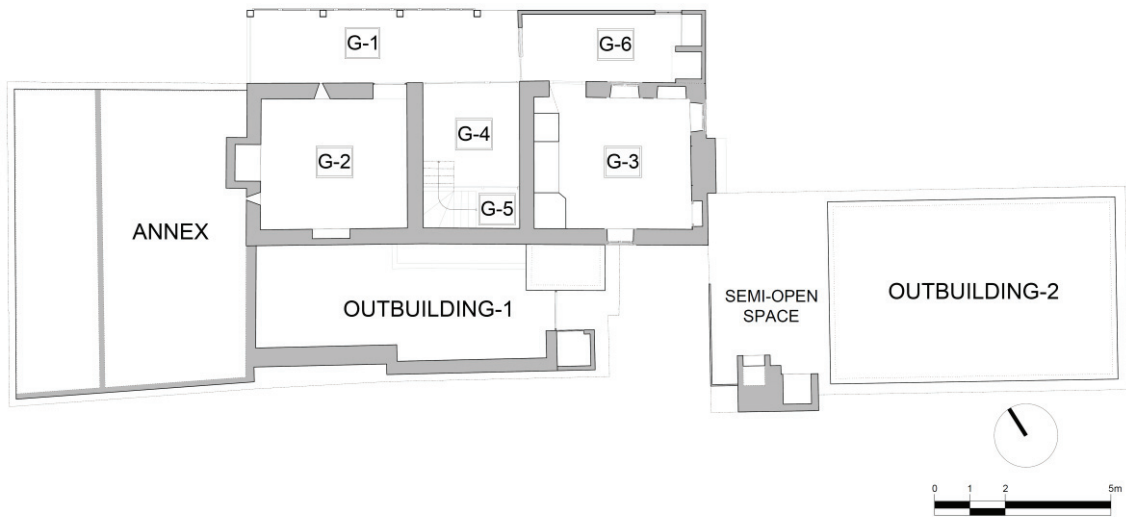 G-1
G-6
G-2
G-4
G-3
G-5
ANNEX
OUTBUILDING-1
SEMI-OPEN
SPACE
OUTBUILDING-2
0 1 2 5m